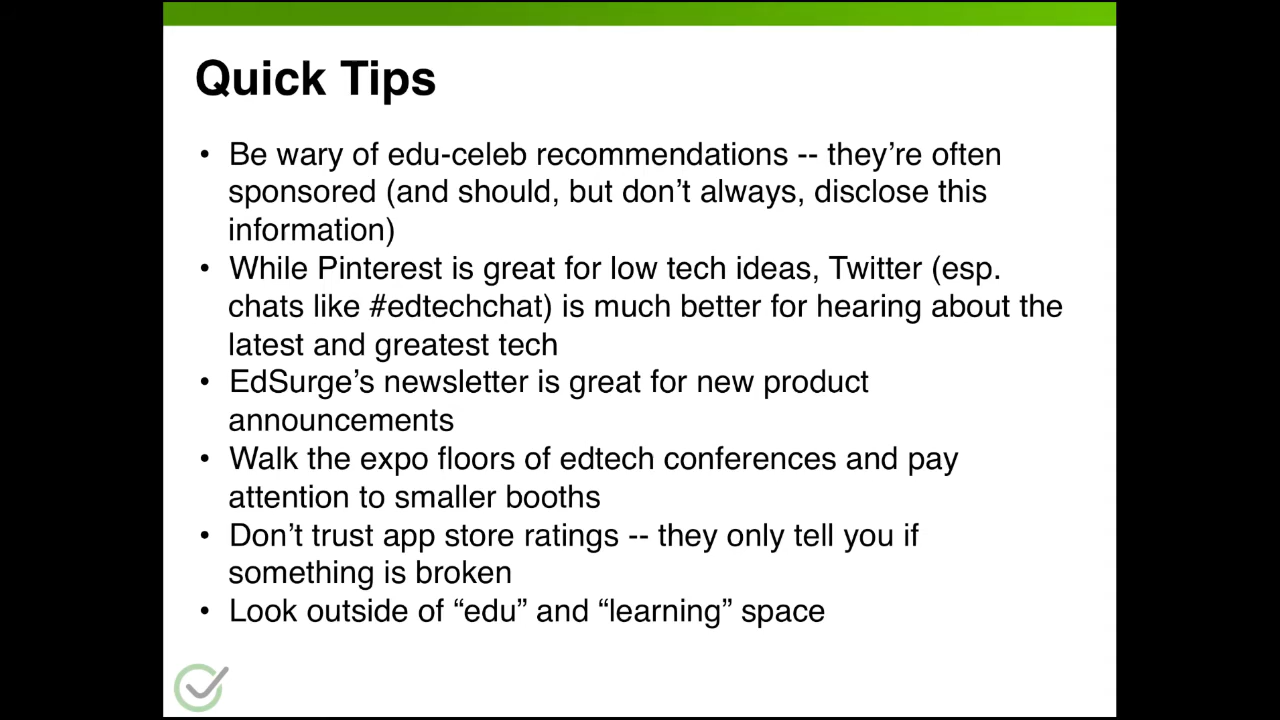 Quick Tips
• Be wary of edu-celeb recommendations -- they’re often
sponsored (and should, but don’t always, disclose this
information)
• While Pinterest is great for low tech ideas, Twitter (esp.
chats like #edtechchat) is much better for hearing about the
latest and greatest tech
• EdSurge’s newsletter is great for new product
announcements
• Walk the expo floors of edtech conferences and pay
attention to smaller booths
• Don’t trust app store ratings -- they only tell you if
something is broken
• Look outside of “edu” and “learning” space